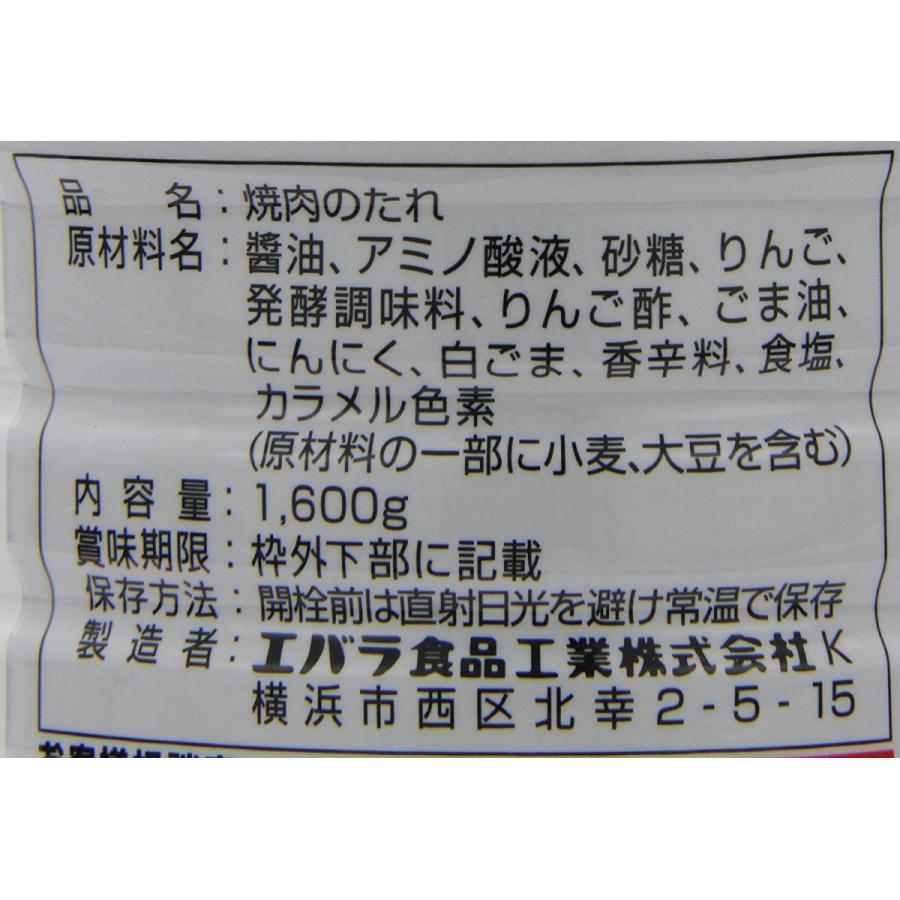 品名：焼肉のたれ
原材料名：醬油、アミノ酸液、砂糖、りんご、
発酵調味料、りんご酢、ごま油、
にんにく、白ごま、香辛料、食塩、
カラメル色素
(原材料の一部に小麦、大豆を含む)
内容量：1,600g
賞味期限：枠外下部に記載
保存方法：開栓前は直射日光を避け常温で保存
製造者：エバラ食品工業株式会社K
横浜市西区北幸2-5-15